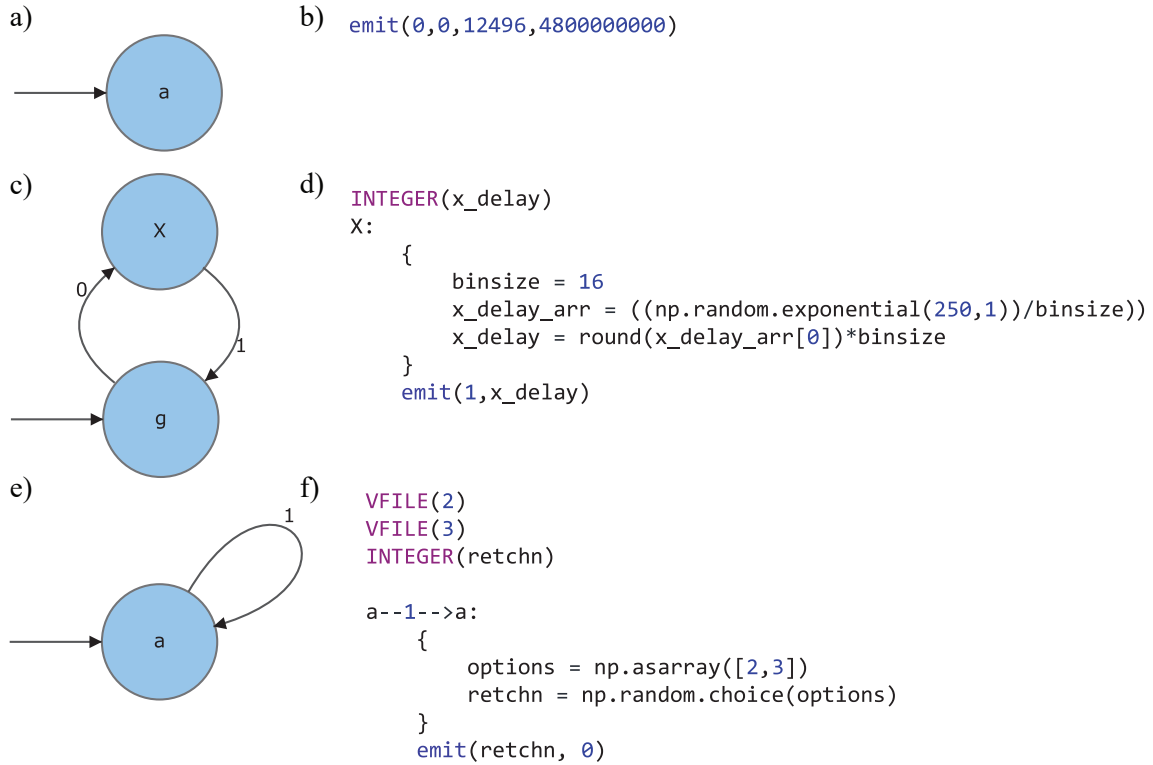 a)
a
b)
emit(0,0,12496,4800000000)
c)
X
0
1
g
d)
INTEGER(x_delay)
X:
{
binsize = 16
x_delay_arr = ((np.random.exponential(250,1))/binsize))
x_delay = round(x_delay_arr[0])*binsize
}
emit(1,x_delay)
e)
1
a
f)
VFILE(2)
VFILE(3)
INTEGER(retchn)
a--1-->a:
{
options = np.asarray([2,3])
retchn = np.random.choice(options)
}
emit(retchn, 0)